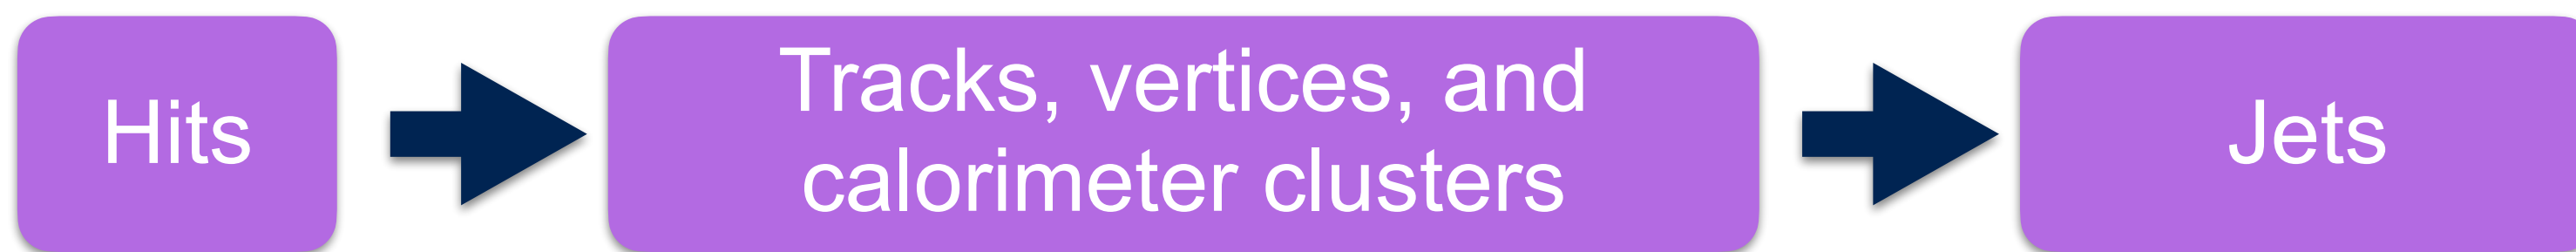 Hits
Tracks, vertices, and
calorimeter clusters
Jets